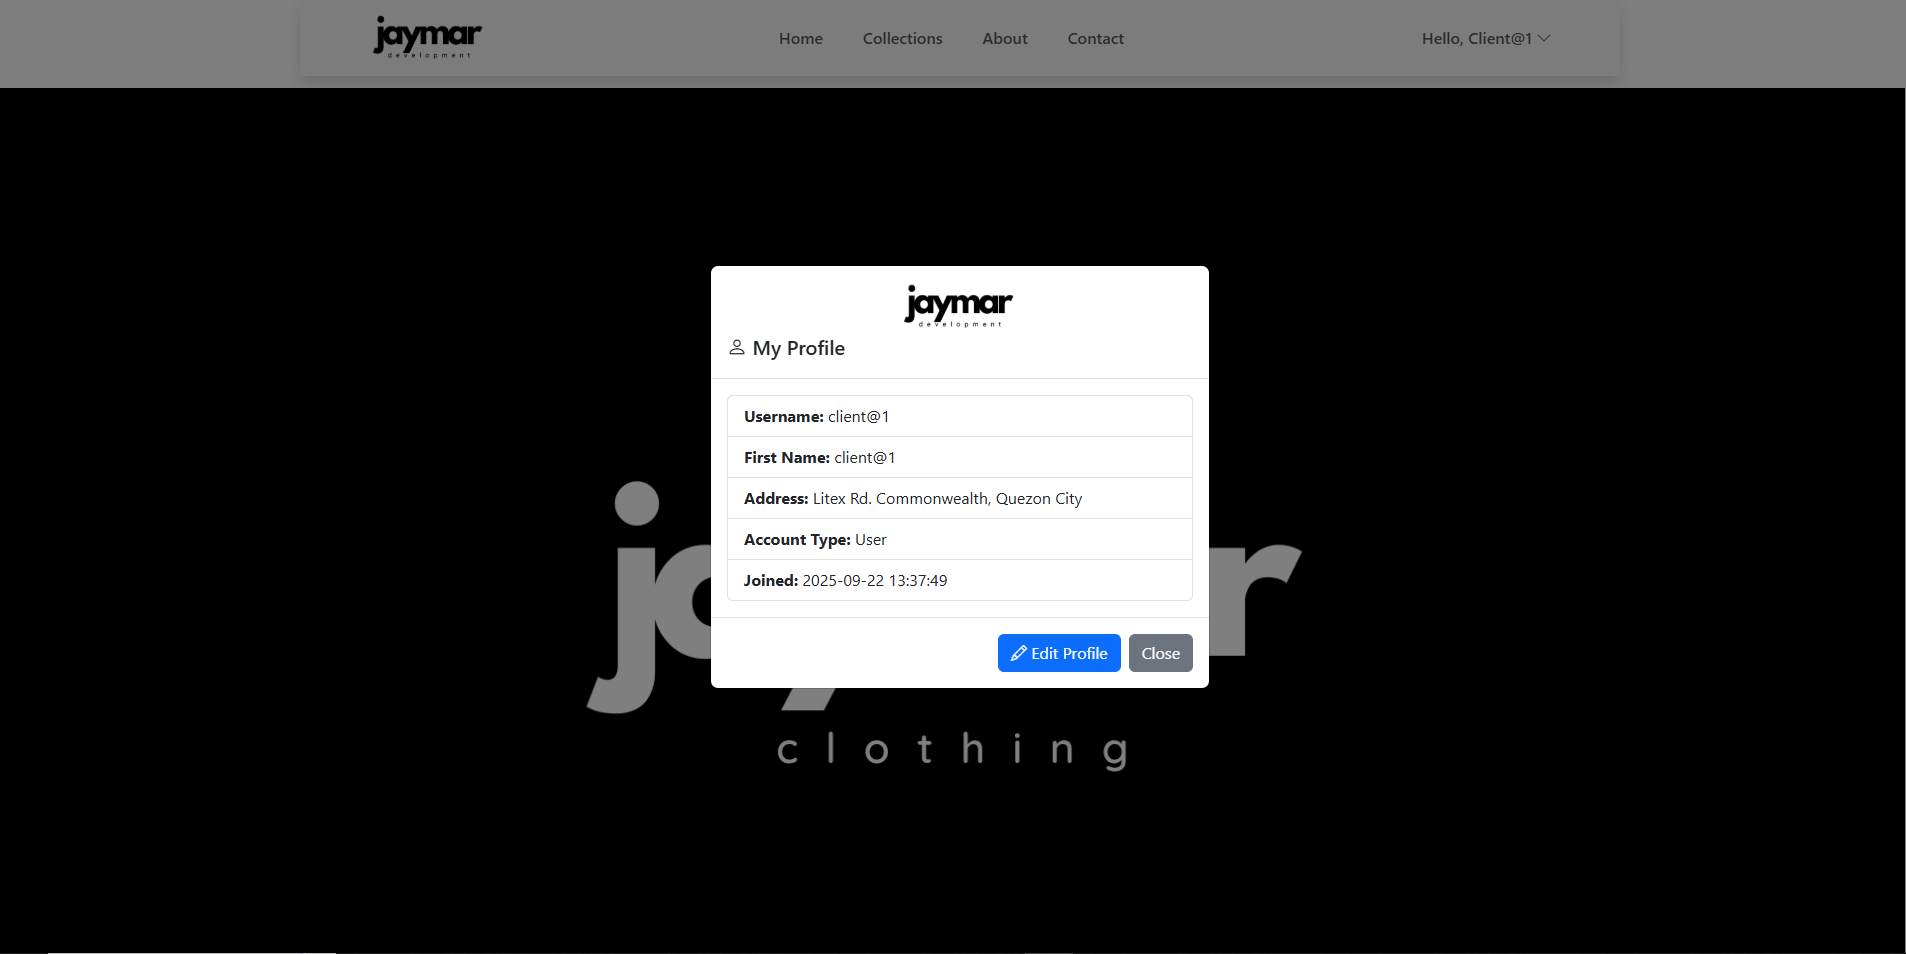 jaymar
development
Home Collections About Contact
Hello, Client@1
jaymar
development
My Profile
Username: client@1
First Name: client@1
Address: Litex Rd. Commonwealth, Quezon City
Account Type: User
Joined: 2025-09-22 13:37:49
Edit Profile Close
clothing